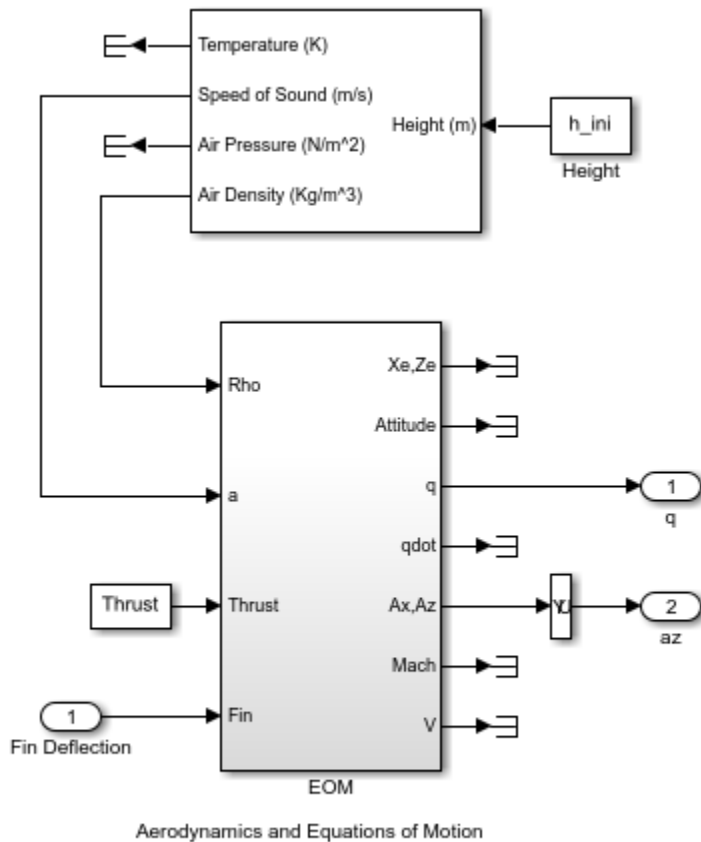 Temperature (K)
Speed of Sound (m/s)
Air Pressure (N/m^2)
Air Density (Kg/m^3)
Height (m)
h_ini
Height
Rho
a
Thrust
Fin
Xe,Ze
Attitude
q
qdot
Ax,Az
Mach
V
Thrust
1
Fin Deflection
1
q
2
az
EOM
Aerodynamics and Equations of Motion